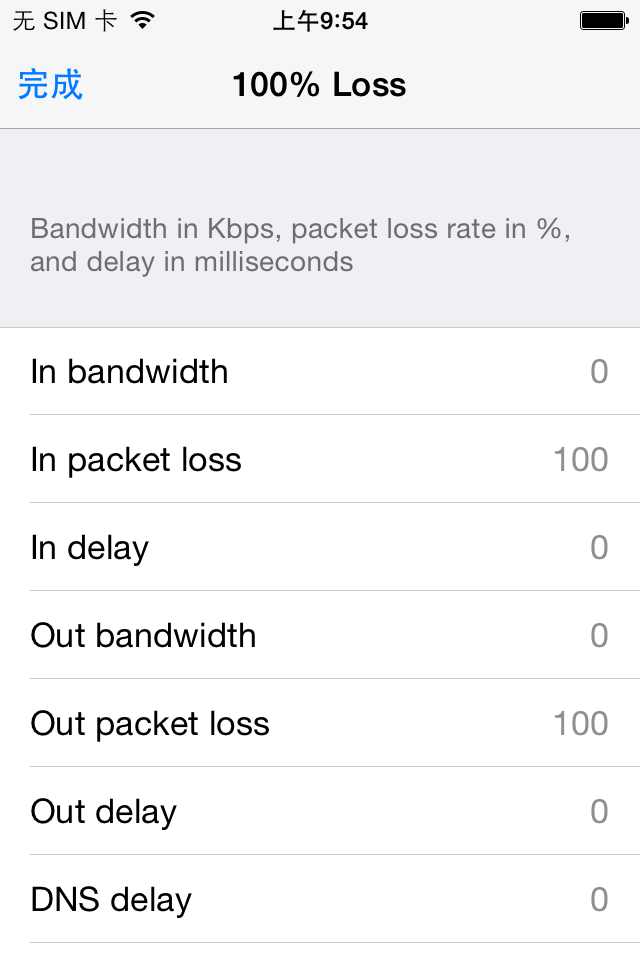 无 SIM 卡 上午9:54
完成 100% Loss
Bandwidth in Kbps, packet loss rate in %,
and delay in milliseconds
In bandwidth 0
In packet loss 100
In delay 0
Out bandwidth 0
Out packet loss 100
Out delay 0
DNS delay 0